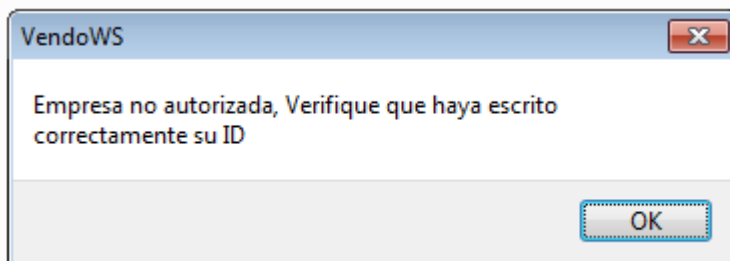 VendoWS
Empresa no autorizada, Verifique que haya escrito
correctamente su ID
OK